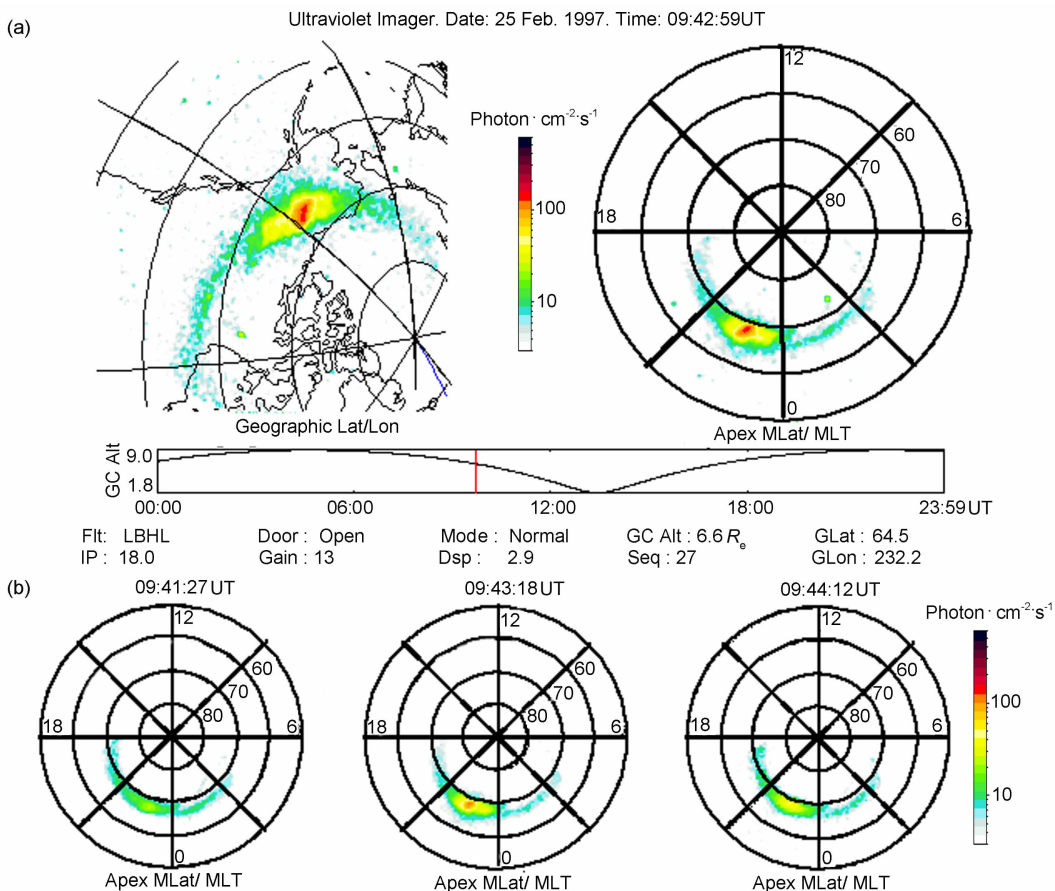 Ultraviolet Imager. Date: 25 Feb. 1997. Time: 09:42:59UT
(a)
Photon· cm⁻²·s⁻¹
100
10
12
60
70
80
18
6
0
Geographic Lat/Lon
Apex MLat/ MLT
GC Alt
9.0
1.8
00:00 06:00 12:00 18:00 23:59UT
Flt: LBHL Door : Open Mode : Normal GC Alt : 6.6 Rₑ GLat : 64.5
IP : 18.0 Gain : 13 Dsp : 2.9 Seq : 27 GLon : 232.2
(b)
09:41:27UT 09:43:18UT 09:44:12UT
Photon· cm⁻²·s⁻¹
100
10
12
60
70
80
18
6
0
12
60
70
80
18
6
0
12
60
70
80
18
6
0
Apex MLat/ MLT Apex MLat/ MLT Apex MLat/ MLT